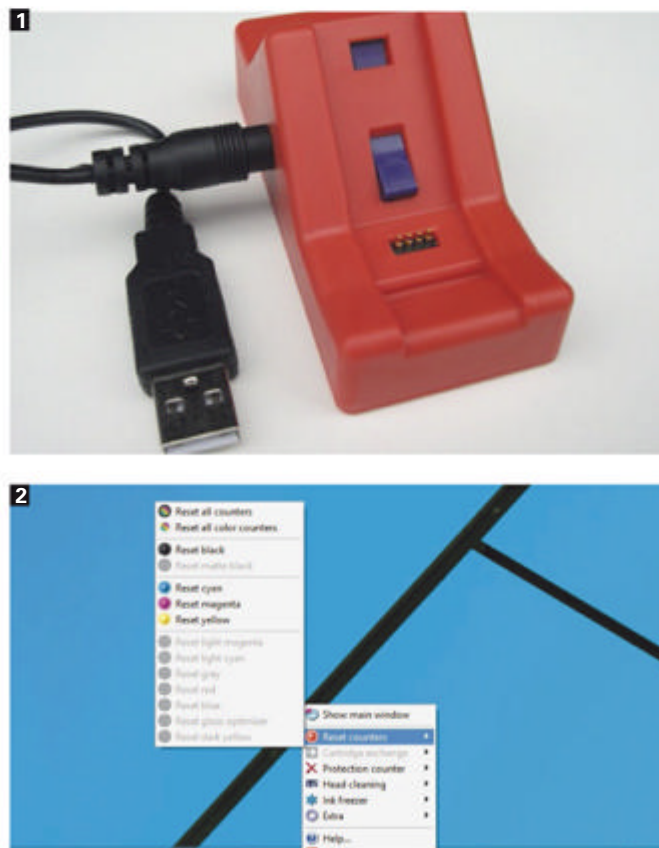 1
2
Reset all counters
Reset all color counters
Reset black
Reset matte black
Reset cyan
Reset magenta
Reset yellow
Reset light magenta
Reset light cyan
Reset gray
Reset red
Reset blue
Reset gloss optimizer
Reset dark yellow
Show main window
Reset counters
Cartridge exchange
Protection counter
Head cleaning
Ink freezer
Extra
Help...